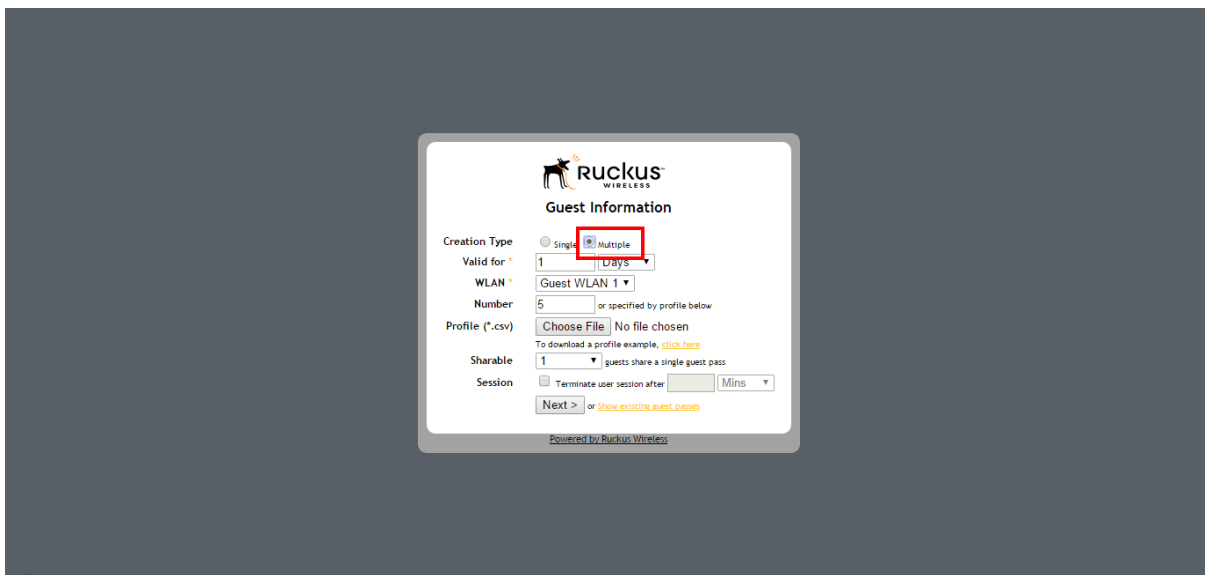 Ruckus™
WIRELESS
Guest Information
Creation Type Single Multiple
Valid for * 1 Days
WLAN * Guest WLAN 1
Number 5 or specified by profile below
Profile (*.csv) Choose File No file chosen
To download a profile example, click here
Sharable 1 guests share a single guest pass
Session Terminate user session after Mins
Next > or Show existing guest passes
Powered by Ruckus Wireless